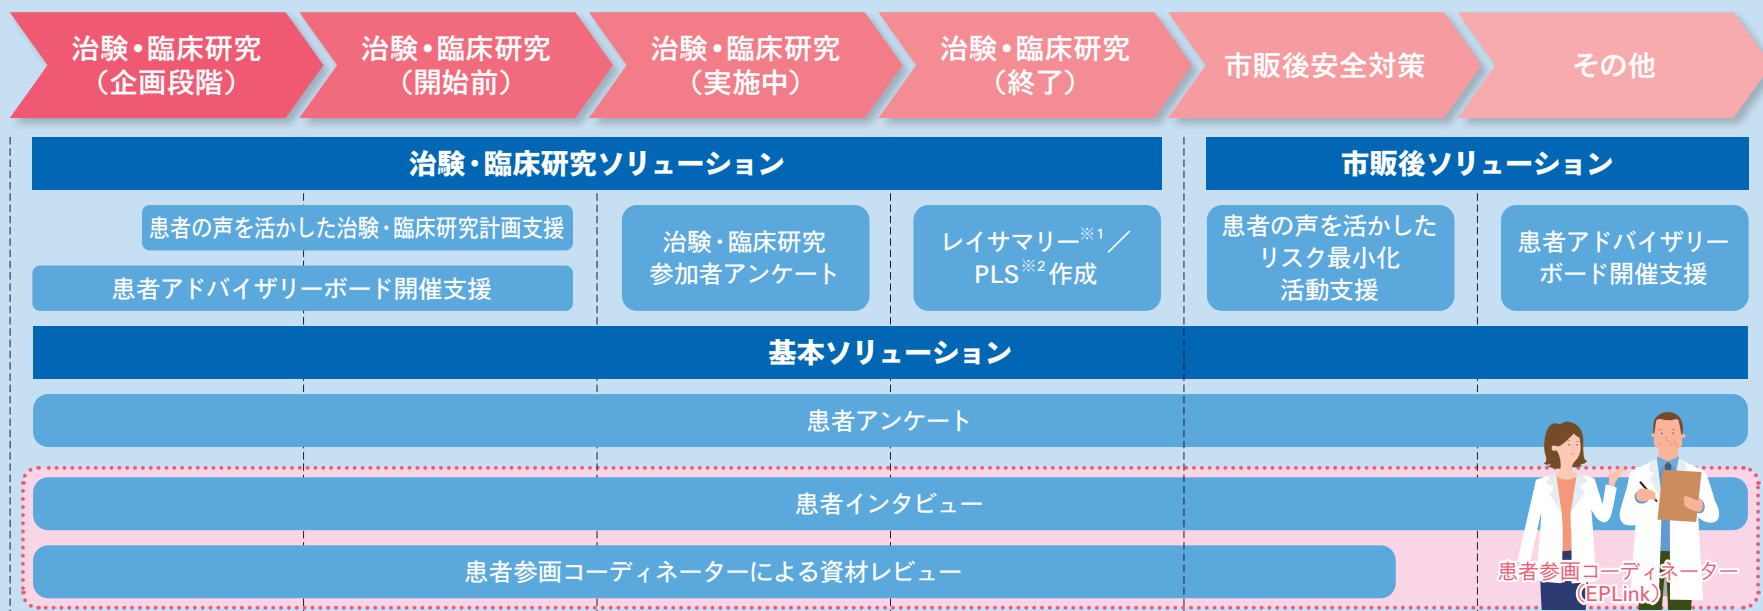 治験・臨床研究
（企画段階）
治験・臨床研究
（開始前）
治験・臨床研究
（実施中）
治験・臨床研究
（終了）
市販後安全対策
その他
治験・臨床研究ソリューション
市販後ソリューション
患者の声を活かした治験・臨床研究計画支援
患者アドバイザリーボード開催支援
治験・臨床研究
参加者アンケート
レイサマリー※1／
PLS※2作成
患者の声を活かした
リスク最小化
活動支援
患者アドバイザリー
ボード開催支援
基本ソリューション
患者アンケート
患者インタビュー
患者参画コーディネーターによる資材レビュー
患者参画コーディネーター
（EPLink）